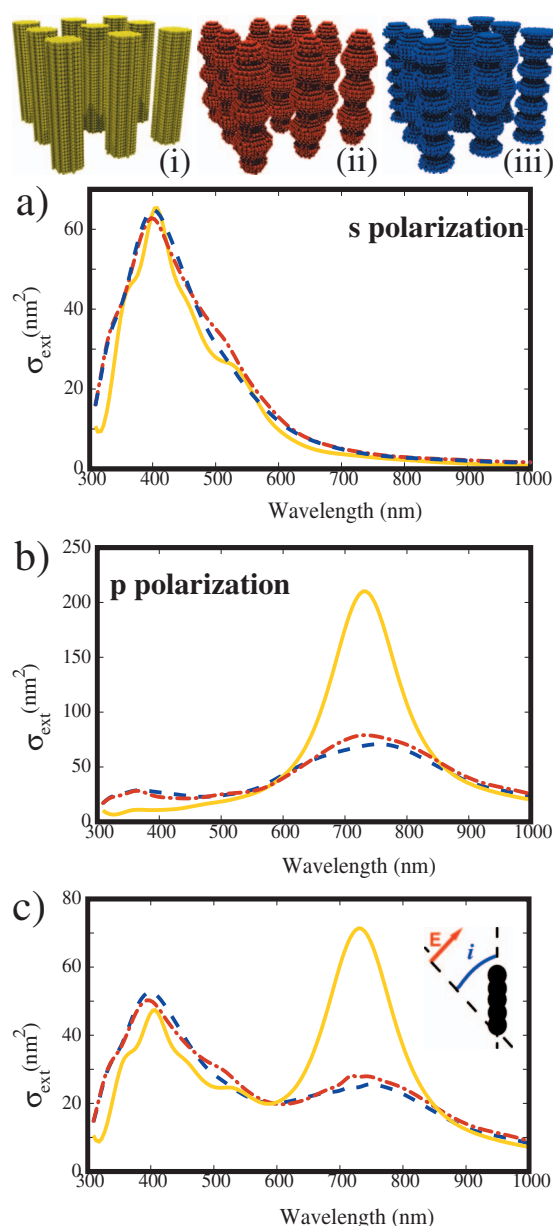 (i) (ii) (iii)
a)
s polarization
60
40
20
0
σext(nm²)
300 400 500 600 700 800 900 1000
Wavelength (nm)
b)
p polarization
250
200
150
100
50
0
σext(nm²)
300 400 500 600 700 800 900 1000
Wavelength (nm)
c)
80
60
40
20
0
σext(nm²)
E
i
300 400 500 600 700 800 900 1000
Wavelength (nm)